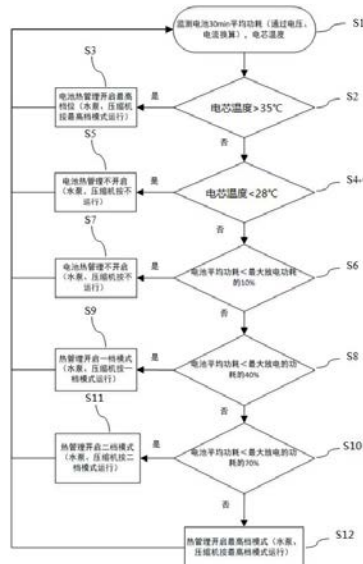 S1
监测电池30min平均功耗（通过电压、
电流换算），电芯温度
S3
S2
电池热管理开启最高
档位（水泵、压缩机
按最高档模式运行）
是
电芯温度>35℃
否
S5
S4
电池热管理不开启
（水泵、压缩机按不
运行）
是
电芯温度<28℃
否
S7
S6
电池热管理不开启
（水泵、压缩机按不
运行）
是
电池平均功耗＜最大放电功耗
的10%
否
S9
S8
热管理开启一档模式
（水泵、压缩机按一
档模式运行）
是
电池平均功耗＜最大放电的
功耗的40%
否
S11
S10
热管理开启二档模式
（水泵、压缩机按二
档模式运行）
是
电池平均功耗＜最大放电的功
耗的70%
否
S12
热管理开启最高档模式（水泵、
压缩机按最高档模式运行）